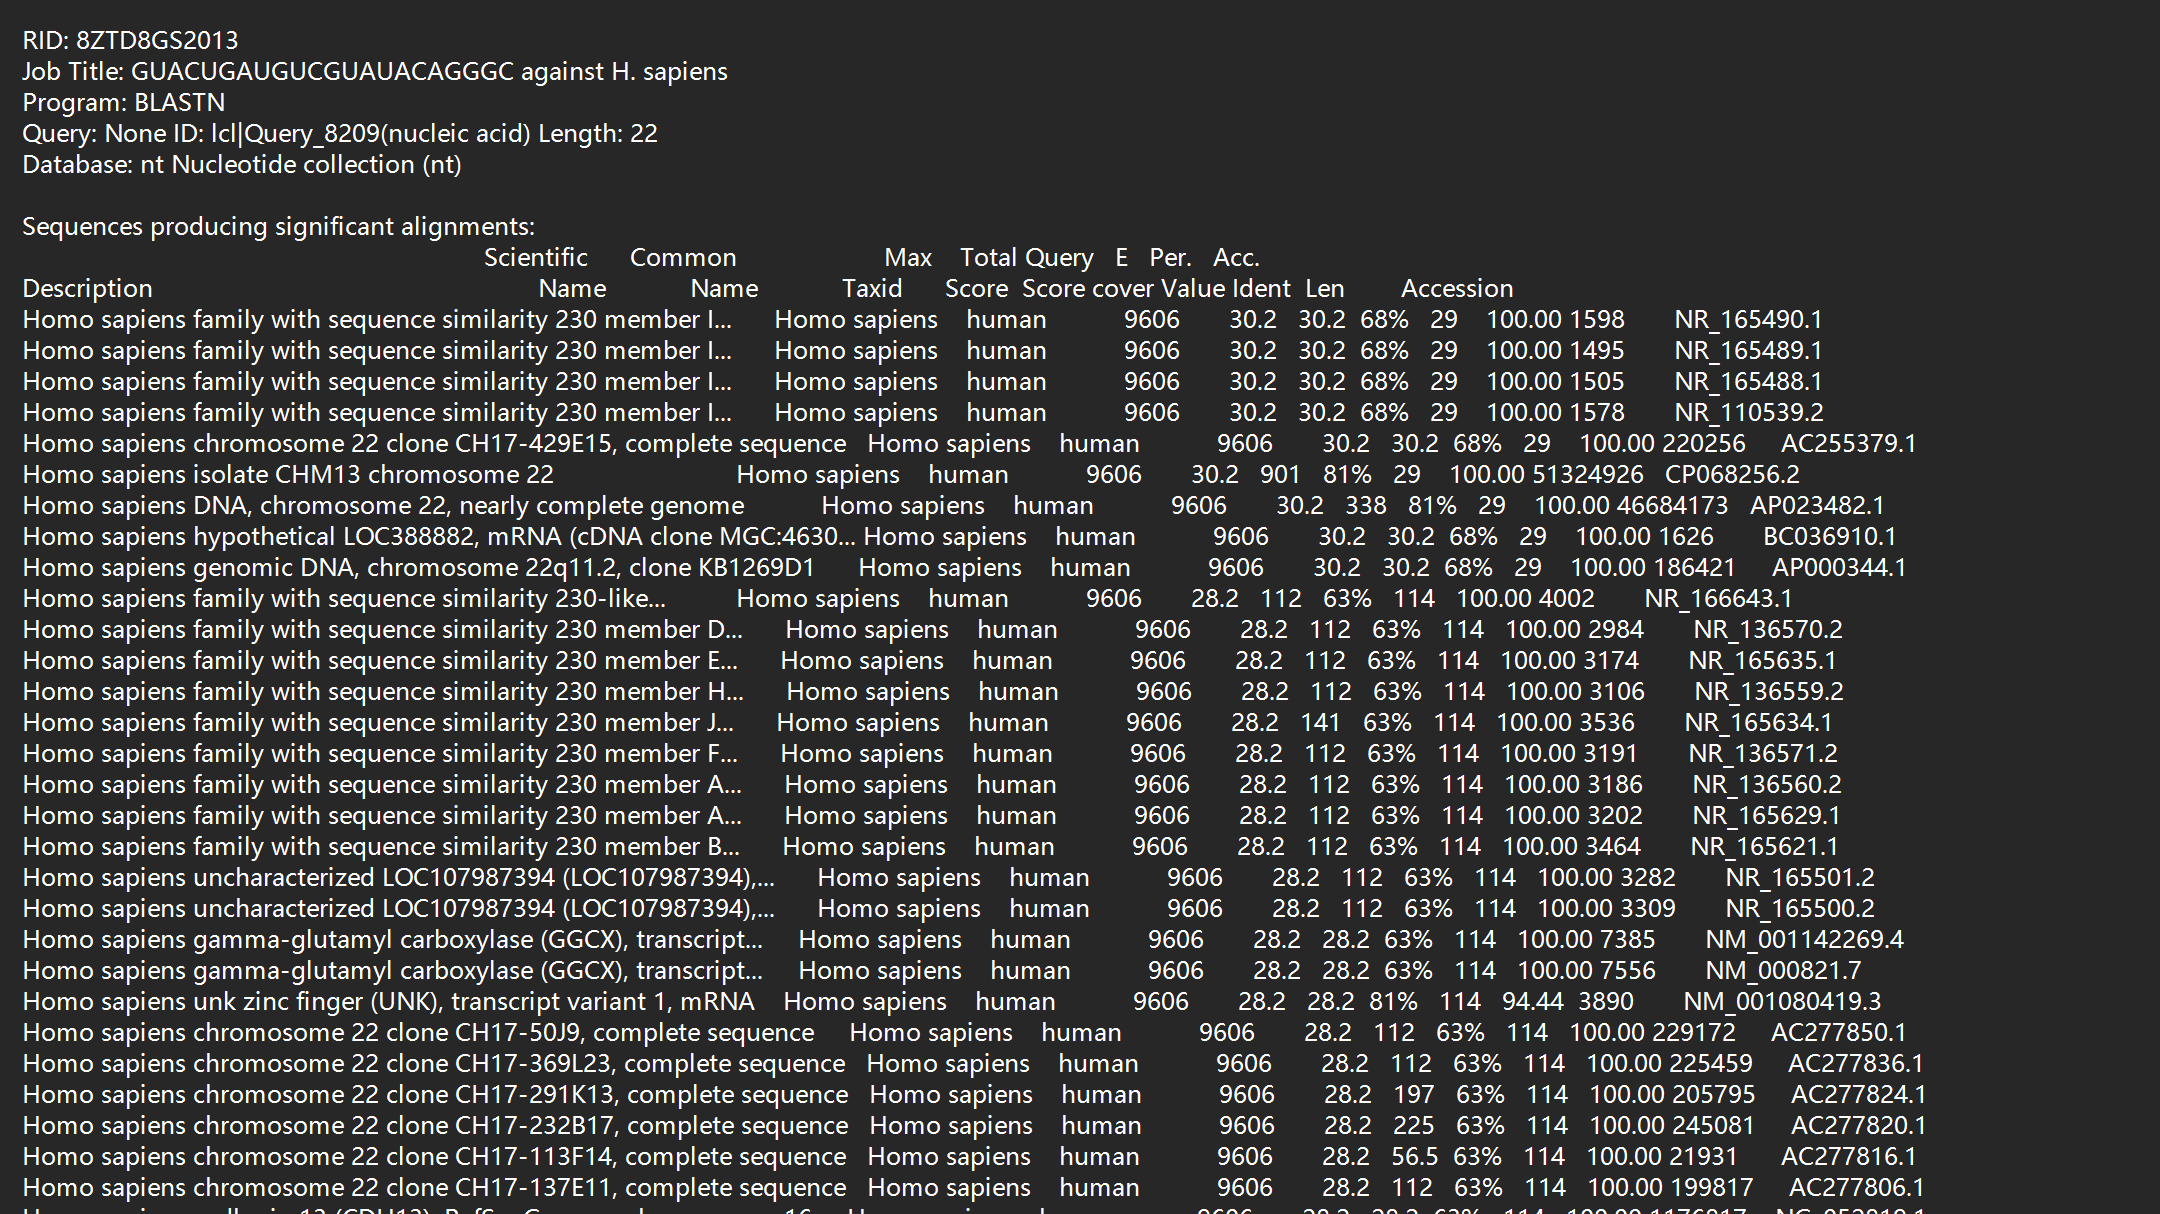 RID: 8ZTD8GS2013
Job Title: GUACUGAUGUCGUAUACAGGGC against H. sapiens
Program: BLASTN
Query: None ID: lcl|Query_8209(nucleic acid) Length: 22
Database: nt Nucleotide collection (nt)
Sequences producing significant alignments:
Scientific Common Max Total Query E Per. Acc.
Description Name Name Taxid Score Score cover Value Ident Len Accession
Homo sapiens family with sequence similarity 230 member I... Homo sapiens human 9606 30.2 30.2 68% 29 100.00 1598 NR_165490.1
Homo sapiens family with sequence similarity 230 member I... Homo sapiens human 9606 30.2 30.2 68% 29 100.00 1495 NR_165489.1
Homo sapiens family with sequence similarity 230 member I... Homo sapiens human 9606 30.2 30.2 68% 29 100.00 1505 NR_165488.1
Homo sapiens family with sequence similarity 230 member I... Homo sapiens human 9606 30.2 30.2 68% 29 100.00 1578 NR_110539.2
Homo sapiens chromosome 22 clone CH17-429E15, complete sequence Homo sapiens human 9606 30.2 30.2 68% 29 100.00 220256 AC255379.1
Homo sapiens isolate CHM13 chromosome 22 Homo sapiens human 9606 30.2 901 81% 29 100.00 51324926 CP068256.2
Homo sapiens DNA, chromosome 22, nearly complete genome Homo sapiens human 9606 30.2 338 81% 29 100.00 46684173 AP023482.1
Homo sapiens hypothetical LOC388882, mRNA (cDNA clone MGC:4630... Homo sapiens human 9606 30.2 30.2 68% 29 100.00 1626 BC036910.1
Homo sapiens genomic DNA, chromosome 22q11.2, clone KB1269D1 Homo sapiens human 9606 30.2 30.2 68% 29 100.00 186421 AP000344.1
Homo sapiens family with sequence similarity 230-like... Homo sapiens human 9606 28.2 112 63% 114 100.00 4002 NR_166643.1
Homo sapiens family with sequence similarity 230 member D... Homo sapiens human 9606 28.2 112 63% 114 100.00 2984 NR_136570.2
Homo sapiens family with sequence similarity 230 member E... Homo sapiens human 9606 28.2 112 63% 114 100.00 3174 NR_165635.1
Homo sapiens family with sequence similarity 230 member H... Homo sapiens human 9606 28.2 112 63% 114 100.00 3106 NR_136559.2
Homo sapiens family with sequence similarity 230 member J... Homo sapiens human 9606 28.2 141 63% 114 100.00 3536 NR_165634.1
Homo sapiens family with sequence similarity 230 member F... Homo sapiens human 9606 28.2 112 63% 114 100.00 3191 NR_136571.2
Homo sapiens family with sequence similarity 230 member A... Homo sapiens human 9606 28.2 112 63% 114 100.00 3186 NR_136560.2
Homo sapiens family with sequence similarity 230 member A... Homo sapiens human 9606 28.2 112 63% 114 100.00 3202 NR_165629.1
Homo sapiens family with sequence similarity 230 member B... Homo sapiens human 9606 28.2 112 63% 114 100.00 3464 NR_165621.1
Homo sapiens uncharacterized LOC107987394 (LOC107987394),... Homo sapiens human 9606 28.2 112 63% 114 100.00 3282 NR_165501.2
Homo sapiens uncharacterized LOC107987394 (LOC107987394),... Homo sapiens human 9606 28.2 112 63% 114 100.00 3309 NR_165500.2
Homo sapiens gamma-glutamyl carboxylase (GGCX), transcript... Homo sapiens human 9606 28.2 28.2 63% 114 100.00 7385 NM_001142269.4
Homo sapiens gamma-glutamyl carboxylase (GGCX), transcript... Homo sapiens human 9606 28.2 28.2 63% 114 100.00 7556 NM_000821.7
Homo sapiens unk zinc finger (UNK), transcript variant 1, mRNA Homo sapiens human 9606 28.2 28.2 81% 114 94.44 3890 NM_001080419.3
Homo sapiens chromosome 22 clone CH17-50J9, complete sequence Homo sapiens human 9606 28.2 112 63% 114 100.00 229172 AC277850.1
Homo sapiens chromosome 22 clone CH17-369L23, complete sequence Homo sapiens human 9606 28.2 112 63% 114 100.00 225459 AC277836.1
Homo sapiens chromosome 22 clone CH17-291K13, complete sequence Homo sapiens human 9606 28.2 197 63% 114 100.00 205795 AC277824.1
Homo sapiens chromosome 22 clone CH17-232B17, complete sequence Homo sapiens human 9606 28.2 225 63% 114 100.00 245081 AC277820.1
Homo sapiens chromosome 22 clone CH17-113F14, complete sequence Homo sapiens human 9606 28.2 56.5 63% 114 100.00 21931 AC277816.1
Homo sapiens chromosome 22 clone CH17-137E11, complete sequence Homo sapiens human 9606 28.2 112 63% 114 100.00 199817 AC277806.1